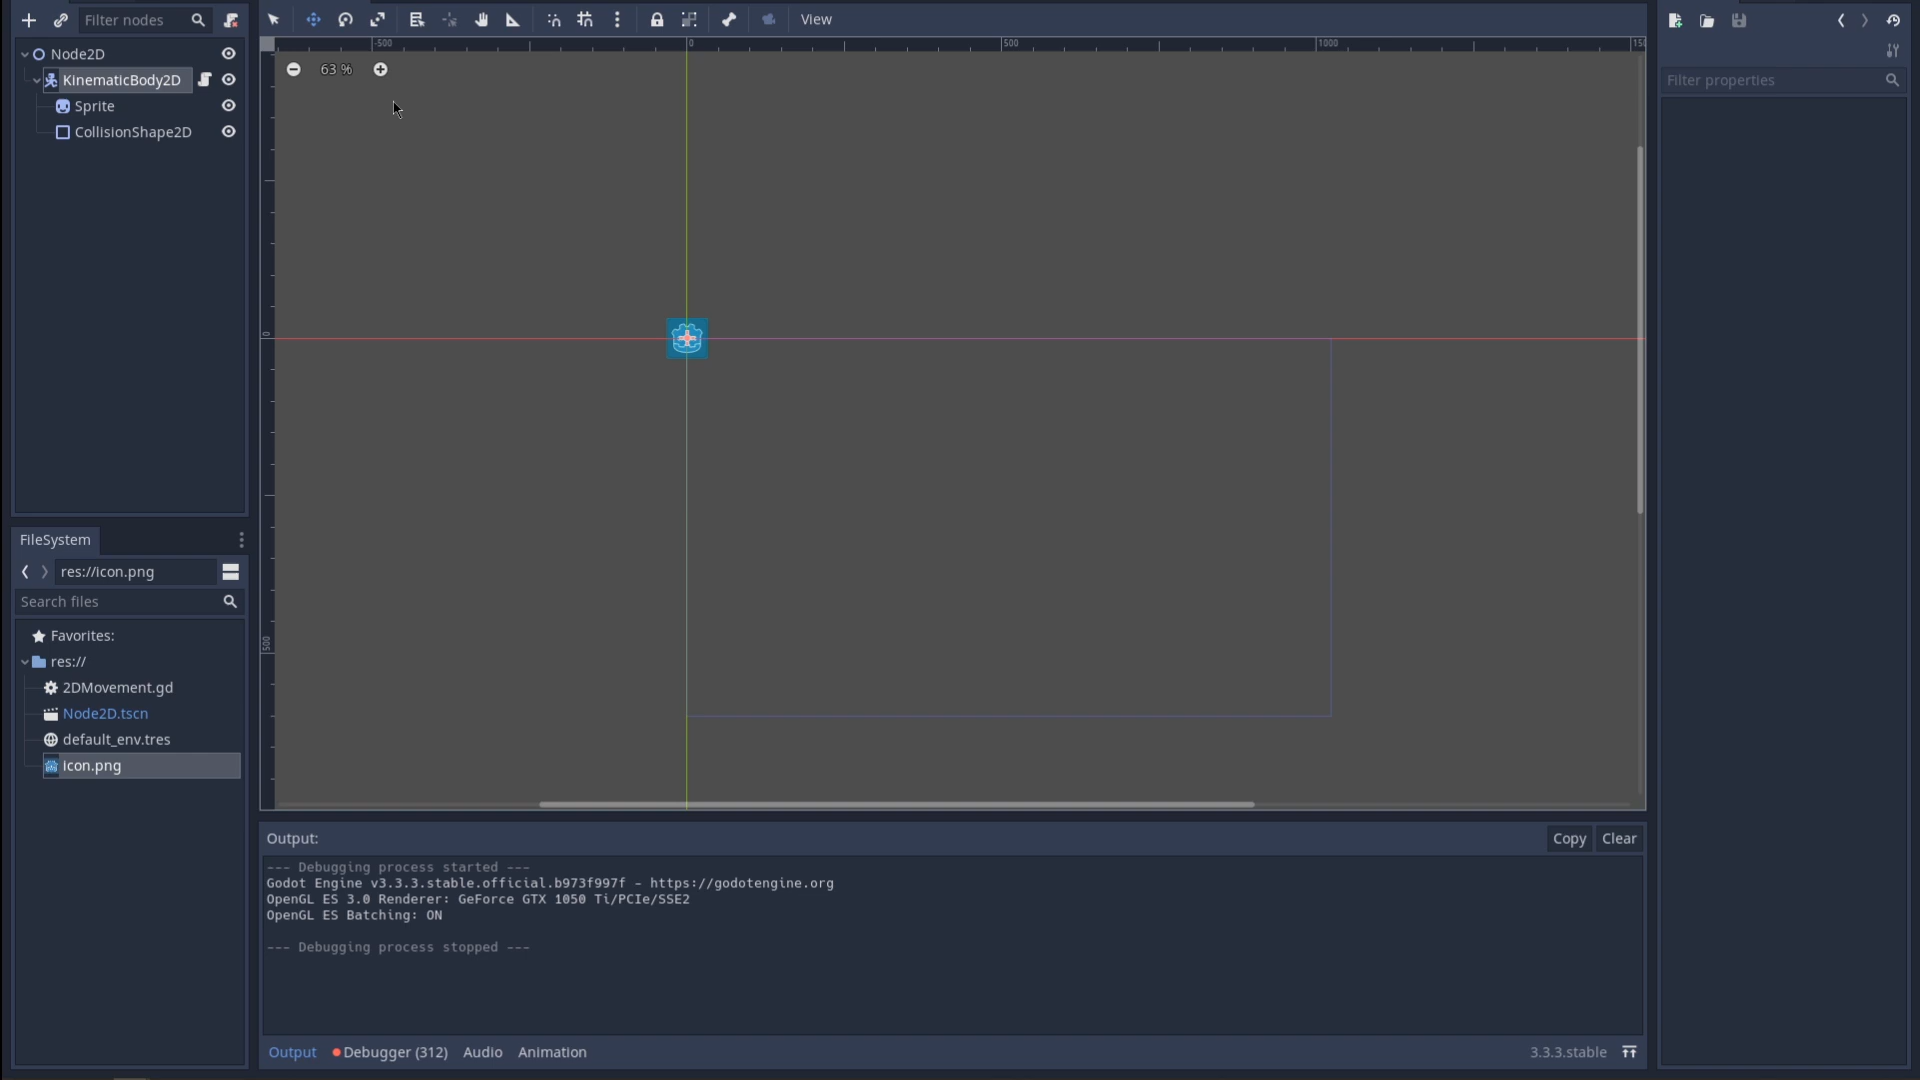 Filter nodes
View
Node2D
KinematicBody2D
Sprite
CollisionShape2D
-500
0
500
1000
150
63 %
0
500
Filter properties
FileSystem
res://icon.png
Search files
Favorites:
res://
2DMovement.gd
Node2D.tscn
default_env.tres
icon.png
Output:
Copy
Clear
--- Debugging process started ---
Godot Engine v3.3.3.stable.official.b973f997f - https://godotengine.org
OpenGL ES 3.0 Renderer: GeForce GTX 1050 Ti/PCIe/SSE2
OpenGL ES Batching: ON
--- Debugging process stopped ---
Output
Debugger (312)
Audio
Animation
3.3.3.stable